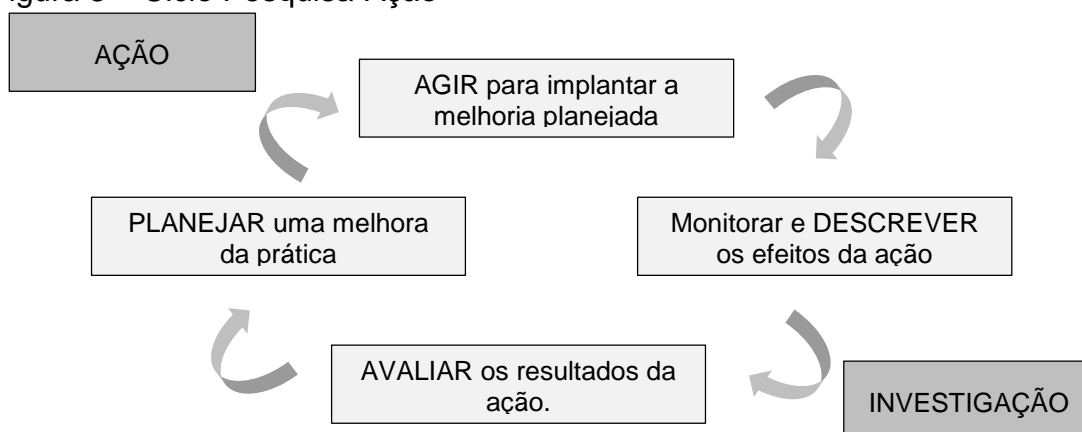 AÇÃO
AGIR para implantar a
melhoria planejada
PLANEJAR uma melhora
da prática
Monitorar e DESCREVER
os efeitos da ação
AVALIAR os resultados da
ação.
INVESTIGAÇÃO